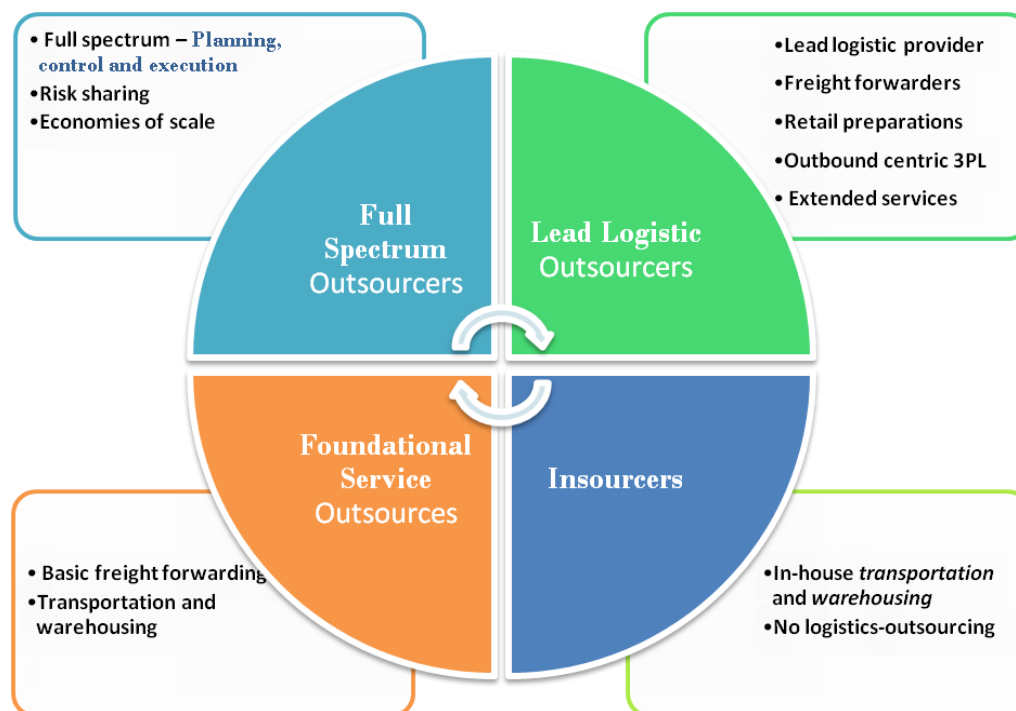 • Full spectrum – Planning,
control and execution
•Risk sharing
•Economies of scale
•Lead logistic provider
•Freight forwarders
•Retail preparations
•Outbound centric 3PL
• Extended services
Full
Spectrum
Outsourcers
Lead Logistic
Outsourcers
Foundational
Service
Outsources
Insourcers
• Basic freight forwarding
•Transportation and
warehousing
•In-house transportation
and warehousing
•No logistics-outsourcing